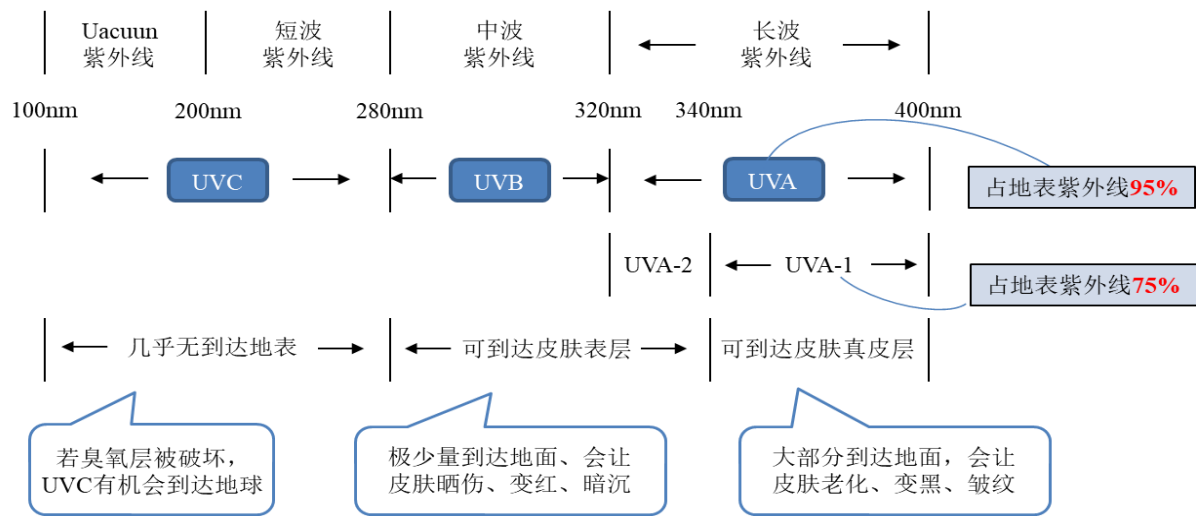 Uacuun
紫外线
短波
紫外线
中波
紫外线
长波
紫外线
100nm
200nm
280nm
320nm
340nm
400nm
UVC
UVB
UVA
占地表紫外线95%
UVA-2
UVA-1
占地表紫外线75%
几乎无到达地表
可到达皮肤表层
可到达皮肤真皮层
若臭氧层被破坏，
UVC有机会到达地球
极少量到达地面、会让
皮肤晒伤、变红、暗沉
大部分到达地面，会让
皮肤老化、变黑、皱纹